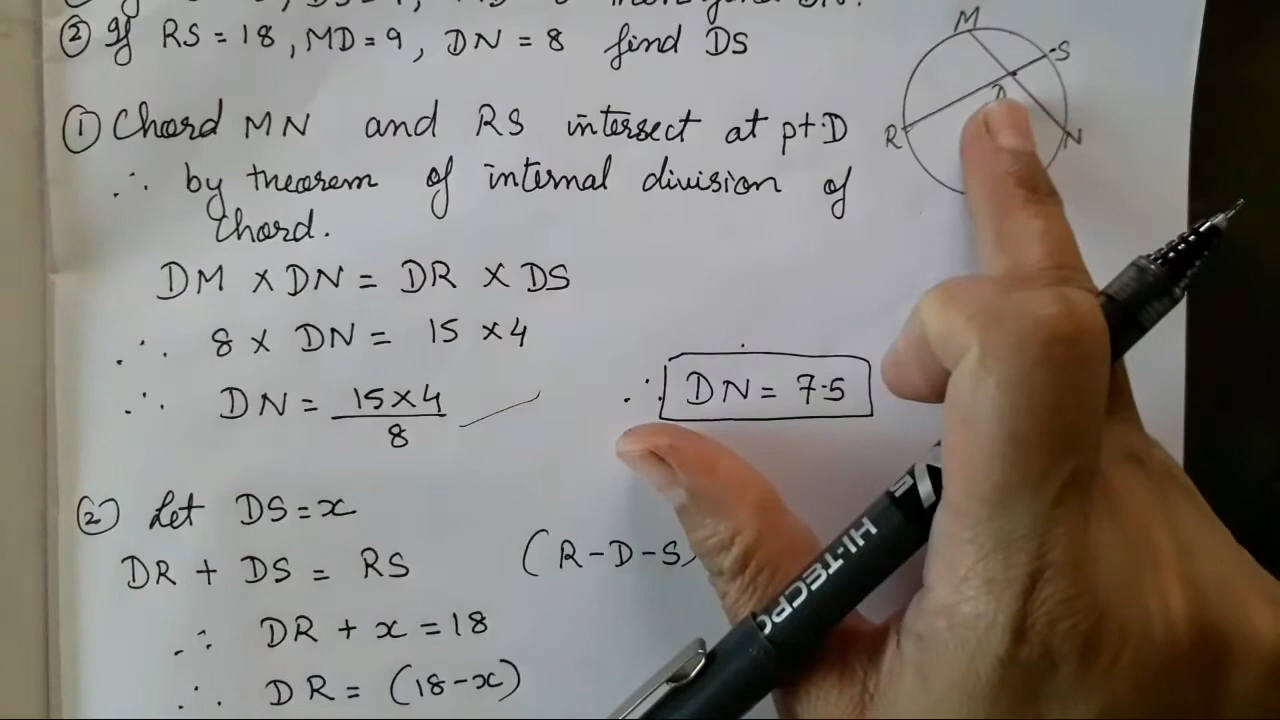 ② If RS = 18, MD = 9, DN = 8 find DS
M
S
D
R
N
① Chord MN and RS intersect at pt. D
∴ by theorem of internal division of
chord.
DM × DN = DR × DS
∴ 8 × DN = 15 × 4
∴ DN = 15×4/8
∴ DN = 7.5
② Let DS = x
DR + DS = RS (R-D-S)
∴ DR + x = 18
∴ DR = (18-x)
HI-TECPO